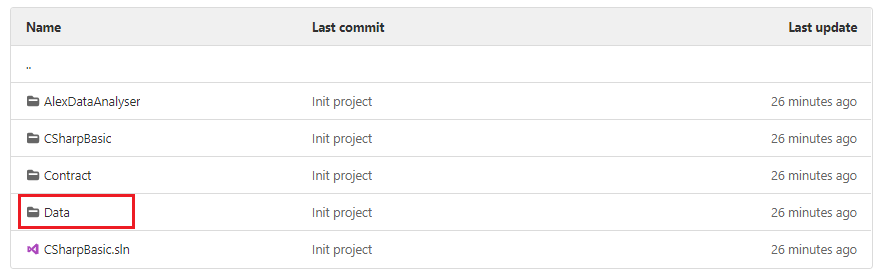 Name Last commit Last update
..
AlexDataAnalyser Init project 26 minutes ago
CSharpBasic Init project 26 minutes ago
Contract Init project 26 minutes ago
Data Init project 26 minutes ago
CSharpBasic.sln Init project 26 minutes ago